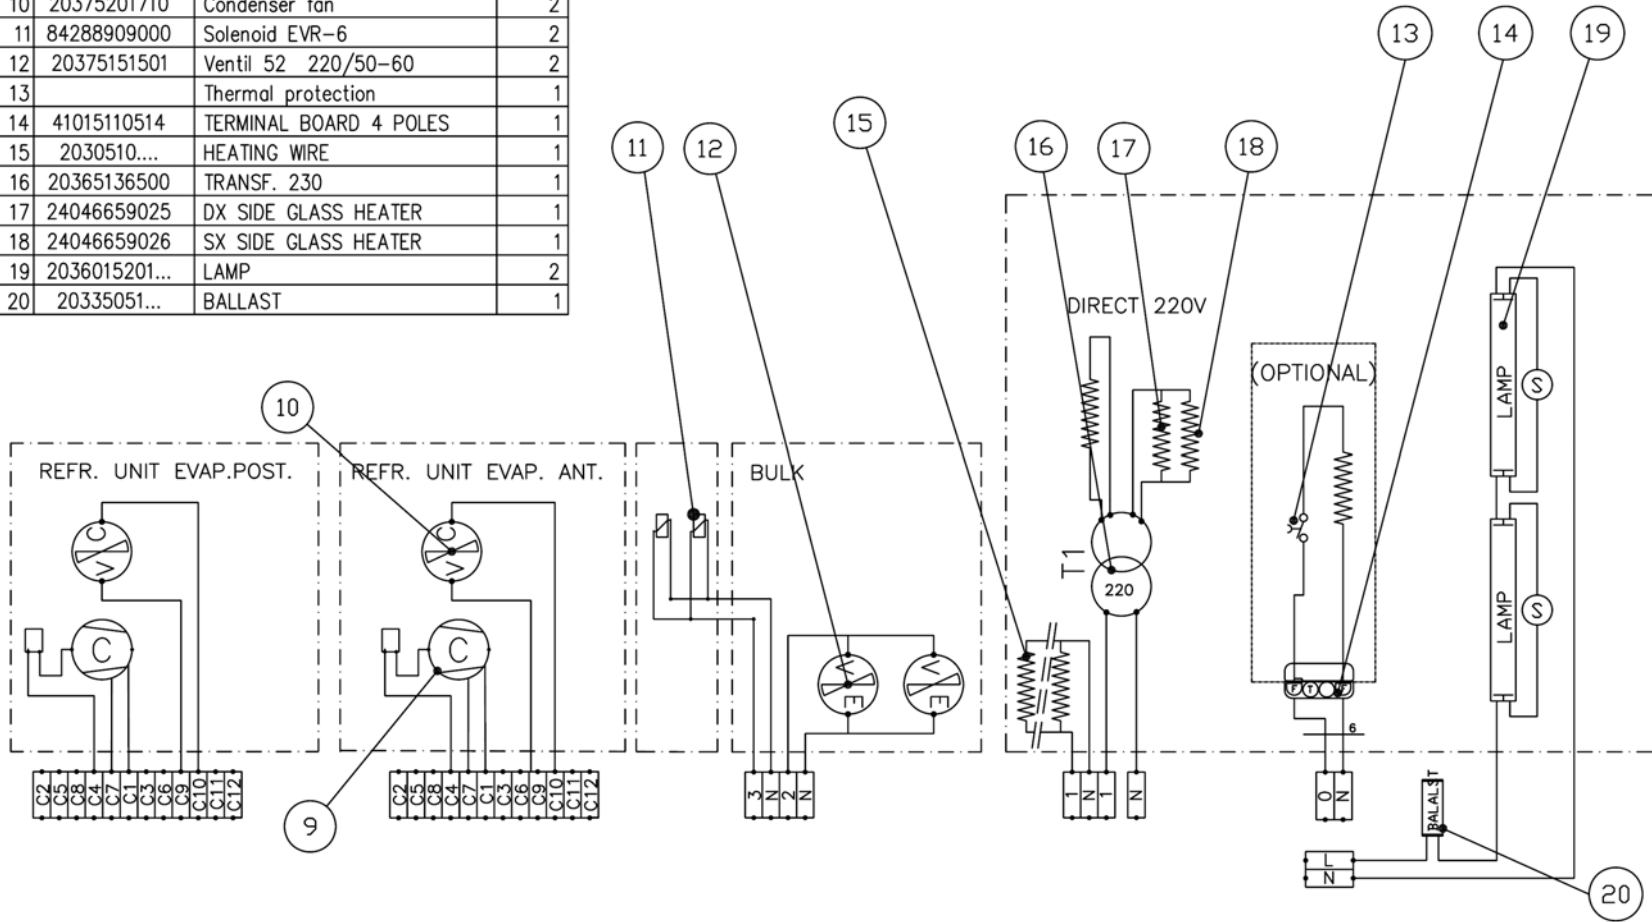 10 20375201710 Condenser fan 2
11 84288909000 Solenoid EVR-6 2
12 20375151501 Ventil 52 220/50-60 2
13 Thermal protection 1
14 41015110514 TERMINAL BOARD 4 POLES 1
15 2030510.... HEATING WIRE 1
16 20365136500 TRANSF. 230 1
17 24046659025 DX SIDE GLASS HEATER 1
18 24046659026 SX SIDE GLASS HEATER 1
19 2036015201... LAMP 2
20 20335051... BALLAST 1
13 14 19
11 12 15 16 17 18
DIRECT 220V
(OPTIONAL)
LAMP S
10
REFR. UNIT EVAP.POST.
REFR. UNIT EVAP. ANT.
BULK
C V
C V
T1
220
LAMP S
C
C
V E
V E
F T F
6
C2 C5 C8 C4 C7 C1 C3 C6 C9 C10 C11 C12
C2 C5 C8 C4 C7 C1 C3 C6 C9 C10 C11 C12
3 N 2 N
1 N 1 N
0 N
BALALST
9
L
N
20